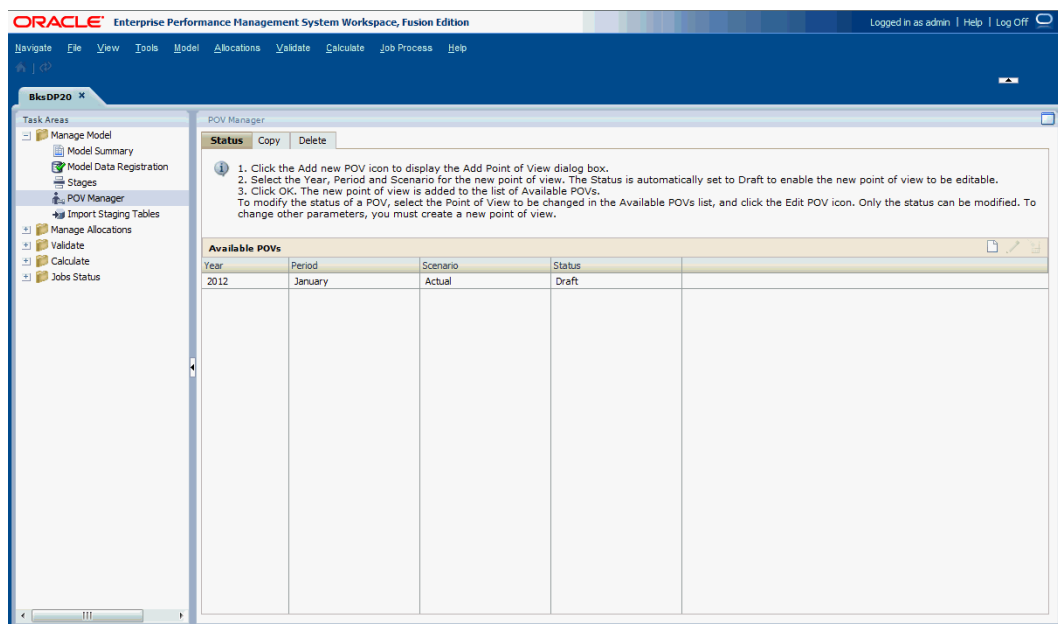 ORACLE Enterprise Performance Management System Workspace, Fusion Edition
Logged in as admin | Help | Log Off
Navigate File View Tools Model Allocations Validate Calculate Job Process Help
BksDP20
Task Areas
Manage Model
Model Summary
Model Data Registration
Stages
POV Manager
Import Staging Tables
Manage Allocations
Validate
Calculate
Jobs Status
POV Manager
Status Copy Delete
1. Click the Add new POV icon to display the Add Point of View dialog box.
2. Select the Year, Period and Scenario for the new point of view. The Status is automatically set to Draft to enable the new point of view to be editable.
3. Click OK. The new point of view is added to the list of Available POVs.
To modify the status of a POV, select the Point of View to be changed in the Available POVs list, and click the Edit POV icon. Only the status can be modified. To
change other parameters, you must create a new point of view.
Available POVs
Year Period Scenario Status
2012 January Actual Draft